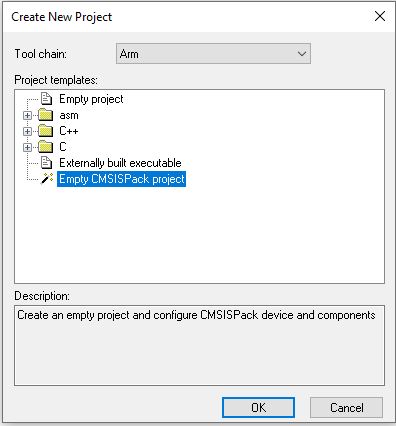 Create New Project
Tool chain: Arm
Project templates:
Empty project
asm
C++
C
Externally built executable
Empty CMSISPack project
Description:
Create an empty project and configure CMSISPack device and components
OK Cancel